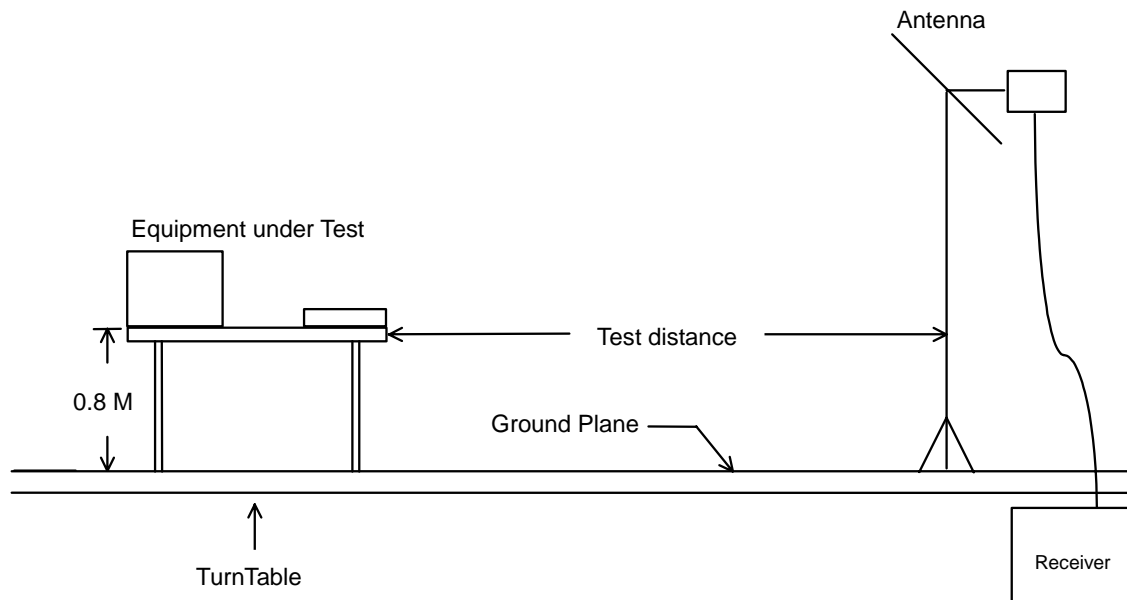 Antenna
Equipment under Test
Test distance
0.8 M
Ground Plane
TurnTable
Receiver